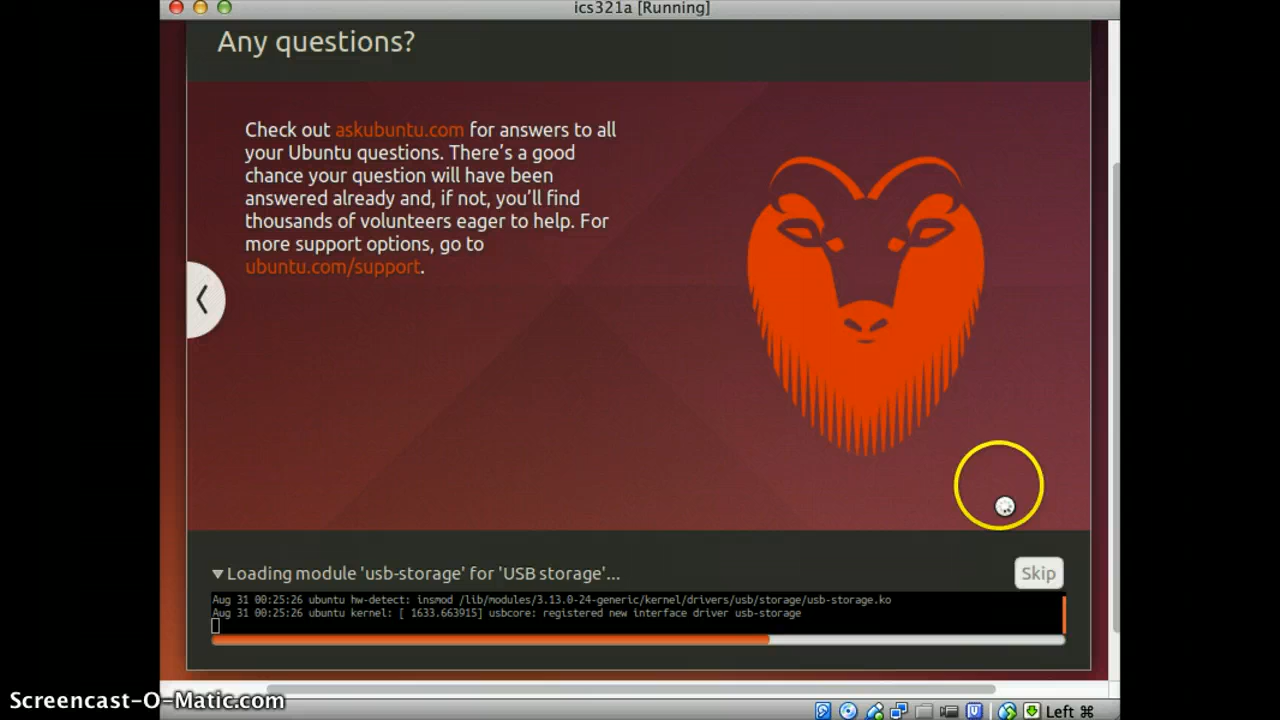 ics321a [Running]
Any questions?
Check out askubuntu.com for answers to all
your Ubuntu questions. There's a good
chance your question will have been
answered already and, if not, you'll find
thousands of volunteers eager to help. For
more support options, go to
ubuntu.com/support.
Loading module 'usb-storage' for 'USB storage'...
Skip
Aug 31 00:25:26 ubuntu hw-detect: insmod /lib/modules/3.13.0-24-generic/kernel/drivers/usb/storage/usb-storage.ko
Aug 31 00:25:26 ubuntu kernel: [ 1633.663915] usbcore: registered new interface driver usb-storage
Screencast-O-Matic.com
Left ⌘